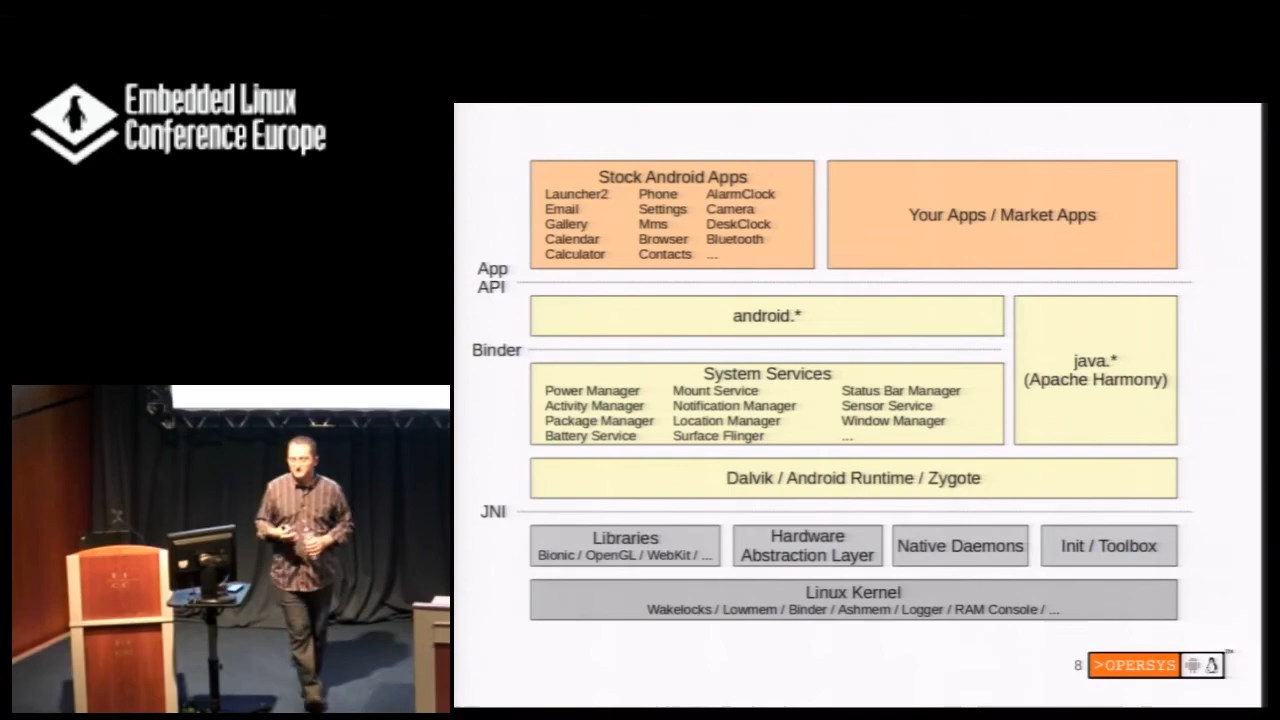 Embedded Linux
Conference Europe
Stock Android Apps
Launcher2 Phone AlarmClock
Email Settings Camera
Gallery Mms DeskClock
Calendar Browser Bluetooth
Calculator Contacts ...
Your Apps / Market Apps
App
API
android.*
Binder
java.*
(Apache Harmony)
System Services
Power Manager Mount Service Status Bar Manager
Activity Manager Notification Manager Sensor Service
Package Manager Location Manager Window Manager
Battery Service Surface Flinger ...
Dalvik / Android Runtime / Zygote
JNI
Libraries
Bionic / OpenGL / WebKit / ...
Hardware
Abstraction Layer
Native Daemons
Init / Toolbox
Linux Kernel
Wakelocks / Lowmem / Binder / Ashmem / Logger / RAM Console / ...
8
>OPERSYS
TM